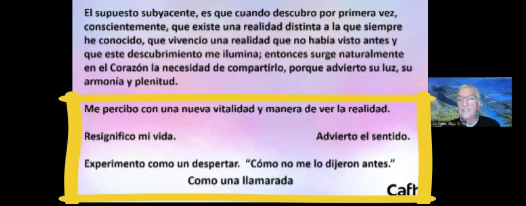 El supuesto subyacente, es que cuando descubro por primera vez,
conscientemente, que existe una realidad distinta a la que siempre
he conocido, que vivencio una realidad que no había visto antes y
que este descubrimiento me ilumina; entonces surge naturalmente
en el Corazón la necesidad de compartirlo, porque advierto su luz, su
armonía y plenitud.
Me percibo con una nueva vitalidad y manera de ver la realidad.
Resignifico mi vida. Advierto el sentido.
Experimento como un despertar. "Cómo no me lo dijeron antes."
Como una llamarada
Cafh